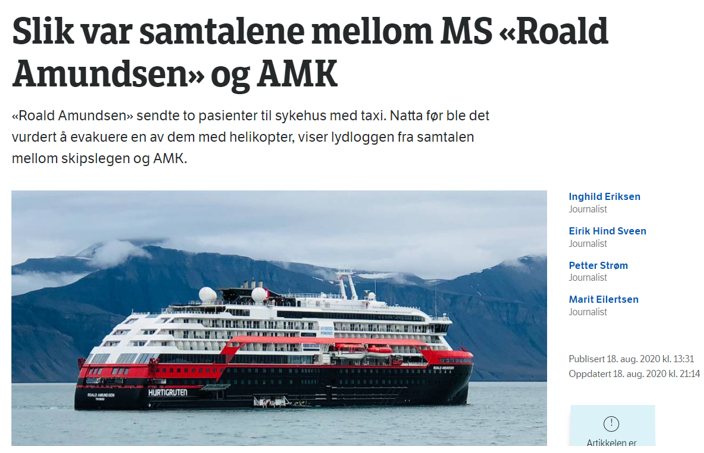 Slik var samtalene mellom MS «Roald
Amundsen» og AMK
«Roald Amundsen» sendte to pasienter til sykehus med taxi. Natta før ble det
vurdert å evakuere en av dem med helikopter, viser lydloggen fra samtalen
mellom skipslegen og AMK.
Inghild Eriksen
Journalist
Eirik Hind Sveen
Journalist
Petter Strøm
Journalist
Marit Eilertsen
Journalist
Publisert 18. aug. 2020 kl. 13:31
Oppdatert 18. aug. 2020 kl. 21:14
Artikkelen er
ROALD AMUNDSEN
HURTIGRUTEN